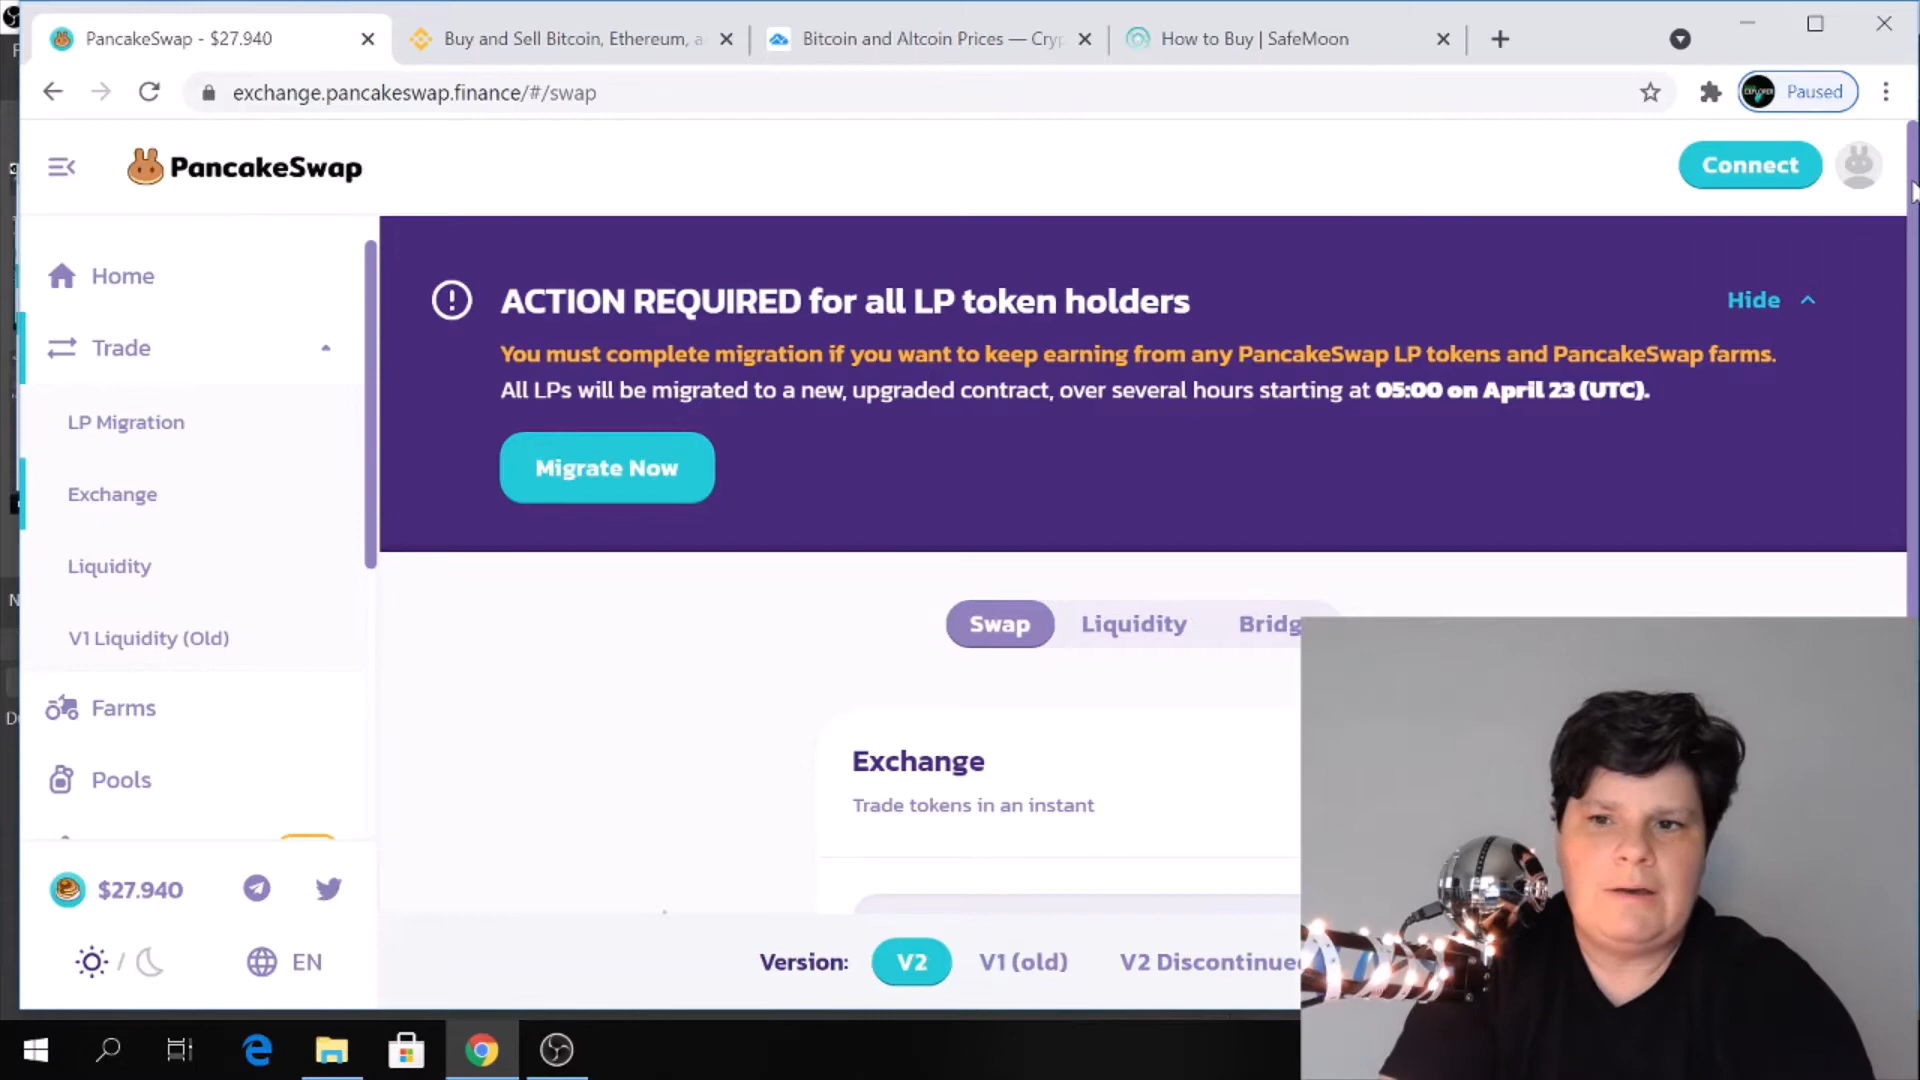 PancakeSwap - $27.940
Buy and Sell Bitcoin, Ethereum, a
Bitcoin and Altcoin Prices — Cryp
How to Buy | SafeMoon
exchange.pancakeswap.finance/#/swap
Paused
PancakeSwap
Connect
Home
Trade
LP Migration
Exchange
Liquidity
V1 Liquidity (Old)
Farms
Pools
$27.940
EN
ACTION REQUIRED for all LP token holders
Hide
You must complete migration if you want to keep earning from any PancakeSwap LP tokens and PancakeSwap farms.
All LPs will be migrated to a new, upgraded contract, over several hours starting at 05:00 on April 23 (UTC).
Migrate Now
Swap Liquidity Bridg
Exchange
Trade tokens in an instant
Version: V2 V1 (old) V2 Discontinued